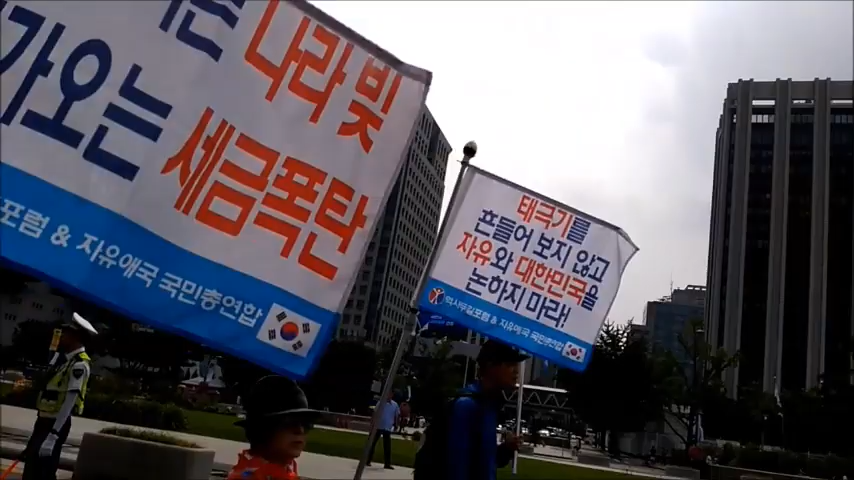 나라 빚
가오는
세금폭탄
포럼 & 자유애국 국민총연합
태극기를
흔들어 보지 않고
자유와 대한민국을
논하지 마라!
& 자유애국 국민총연합